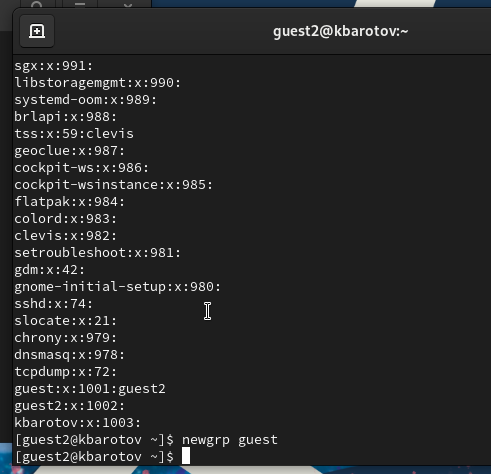 guest2@kbarotov:~
sgx:x:991:
libstoragemgmt:x:990:
systemd-oom:x:989:
brlapi:x:988:
tss:x:59:clevis
geoclue:x:987:
cockpit-ws:x:986:
cockpit-wsinstance:x:985:
flatpak:x:984:
colord:x:983:
clevis:x:982:
setroubleshoot:x:981:
gdm:x:42:
gnome-initial-setup:x:980:
sshd:x:74:
slocate:x:21:
chrony:x:979:
dnsmasq:x:978:
tcpdump:x:72:
guest:x:1001:guest2
guest2:x:1002:
kbarotov:x:1003:
[guest2@kbarotov ~]$ newgrp guest
[guest2@kbarotov ~]$